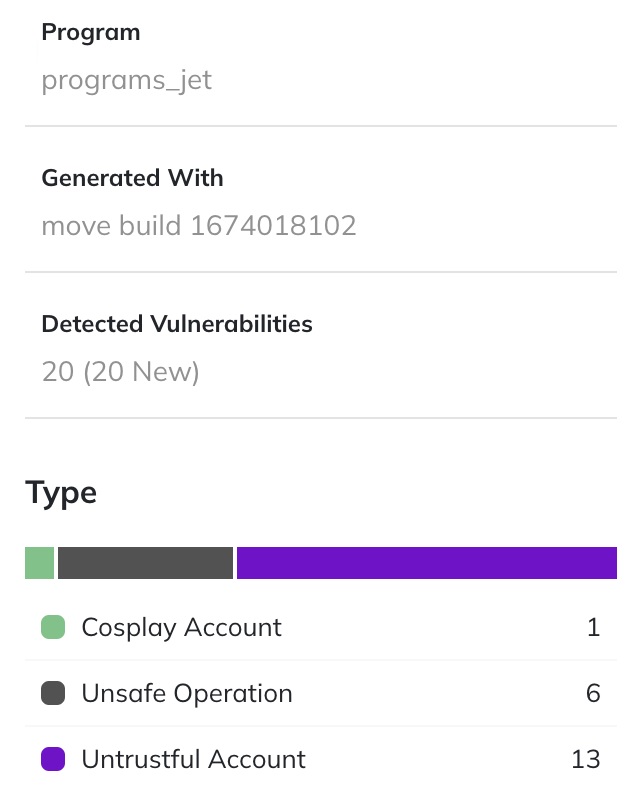 Program
programs_jet
Generated With
move build 1674018102
Detected Vulnerabilities
20 (20 New)
Type
Cosplay Account 1
Unsafe Operation 6
Untrustful Account 13